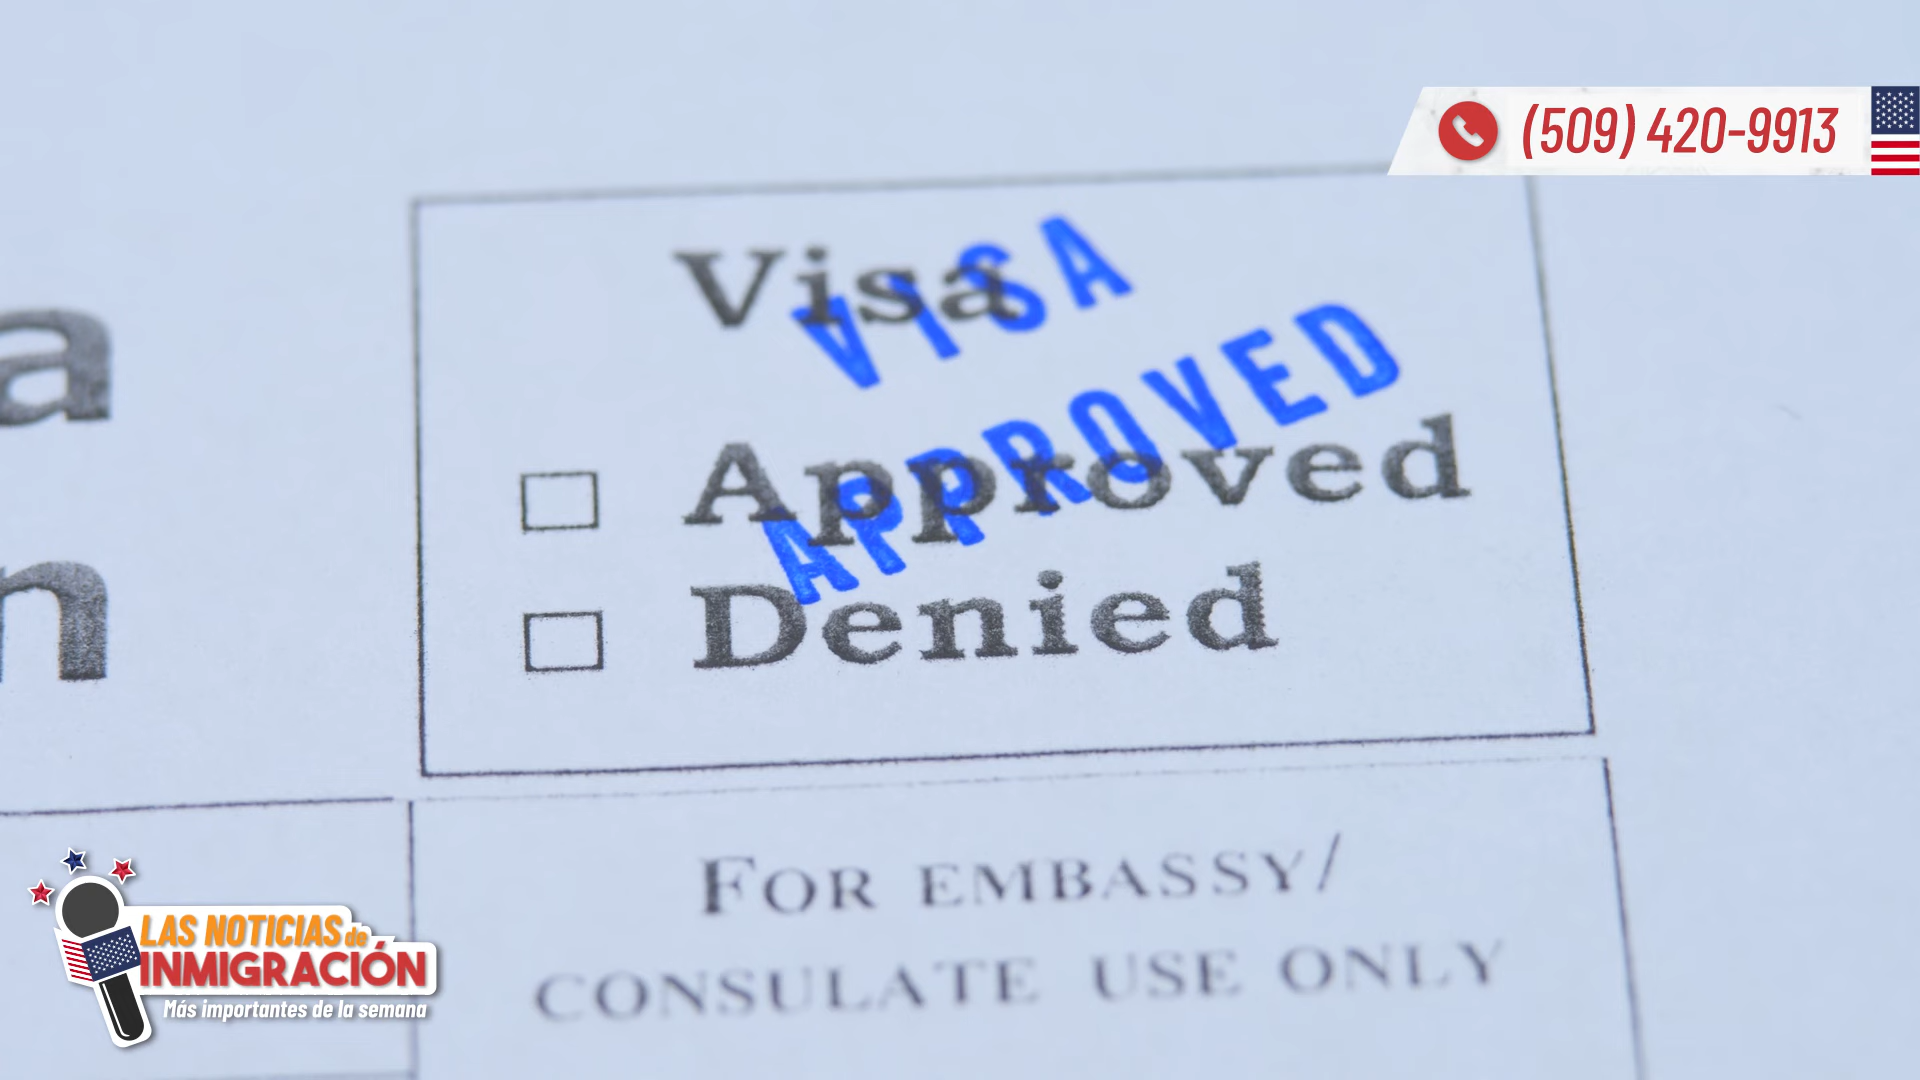 (509) 420-9913
Visa
VISA
APPROVED
Approved
Denied
a
n
FOR EMBASSY/
CONSULATE USE ONLY
LAS NOTICIAS de
INMIGRACIÓN
Más importantes de la semana